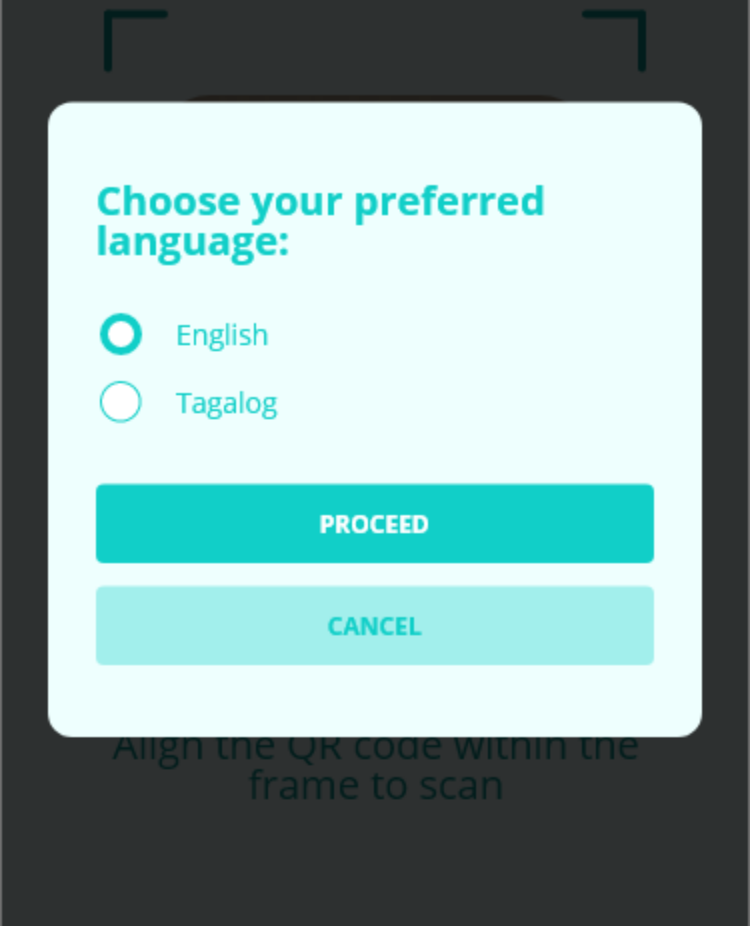 Choose your preferred
language:
English
Tagalog
PROCEED
CANCEL
Align the QR code within the
frame to scan